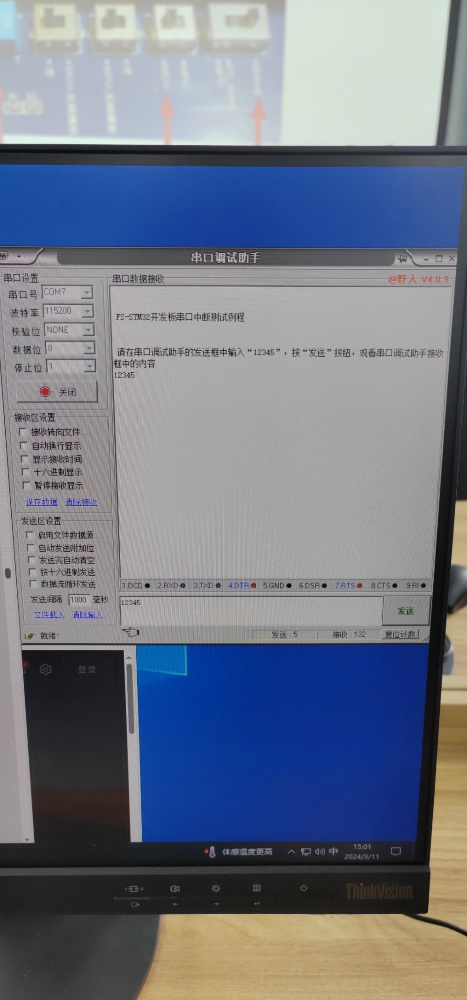 串口调试助手
串口设置
串口号 COM7
波特率 115200
校验位 NONE
数据位 8
停止位 1
关闭
接收区设置
接收转向文件...
自动换行显示
显示接收时间
十六进制显示
暂停接收显示
保存数据 清除接收
发送区设置
启用文件数据源...
自动发送附加位
发送完自动清空
按十六进制发送
数据流循环发送
发送间隔 1000 毫秒
文件载入 清除输入
就绪!
串口数据接收
@野人 V4.0.9
FS-STM32开发板串口中断测试例程
请在串口调试助手的发送框中输入“12345”，按“发送”按钮，观看串口调试助手接收
框中的内容
12345
1.DCD 2.RXD 3.TXD 4.DTR 5.GND 6.DSR 7.RTS 8.CTS 9.RI
12345
发送
发送 : 5 接收 : 132 复位计数
4
登录
体感温度更高 中
15:01
2024/9/11
ThinkVision